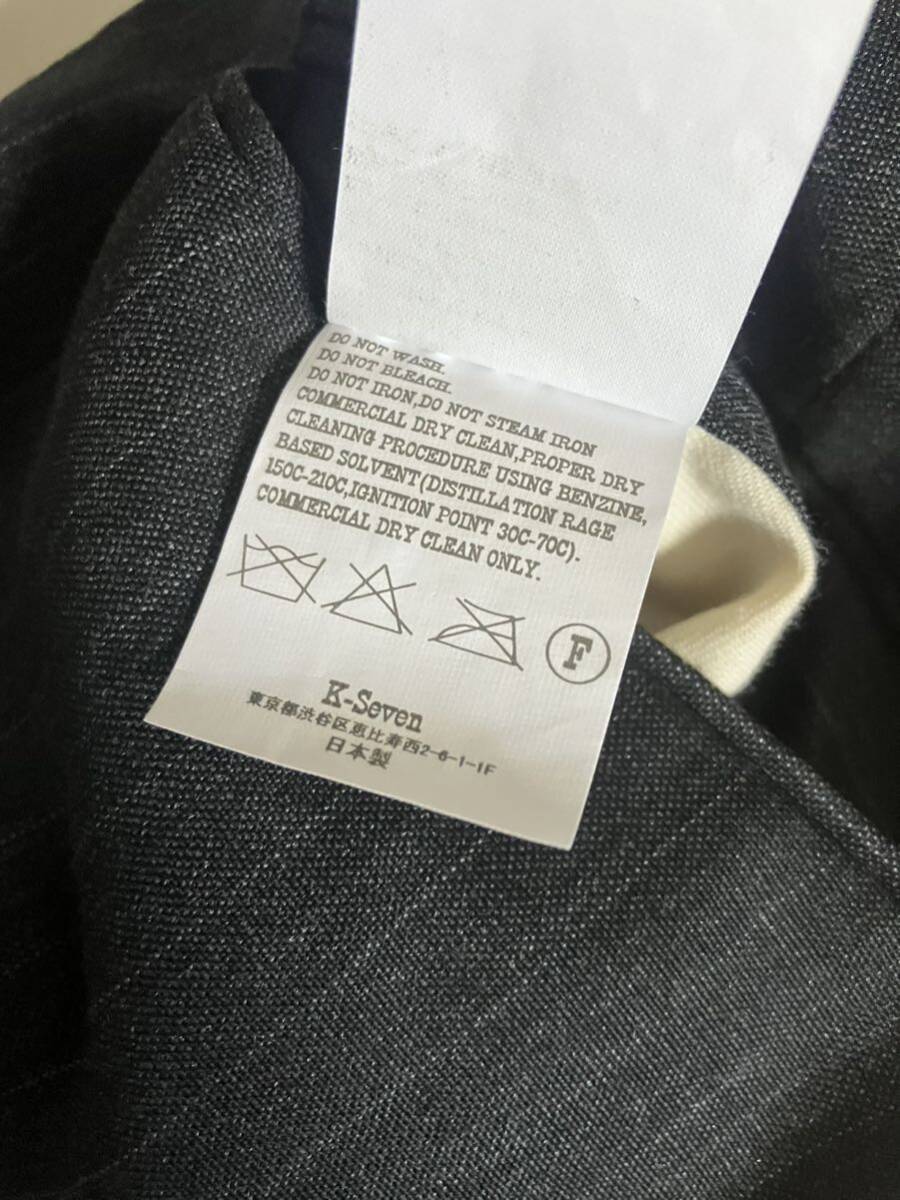 DO NOT WASH.
DO NOT BLEACH.
DO NOT IRON,DO NOT STEAM IRON
COMMERCIAL DRY CLEAN,PROPER DRY
CLEANING PROCEDURE USING BENZINE,
BASED SOLVENT(DISTILLATION RAGE
150C-210C,IGNITION POINT 30C-70C).
COMMERCIAL DRY CLEAN ONLY.
F
K-Seven
東京都渋谷区恵比寿西2-6-1-1F
日本製